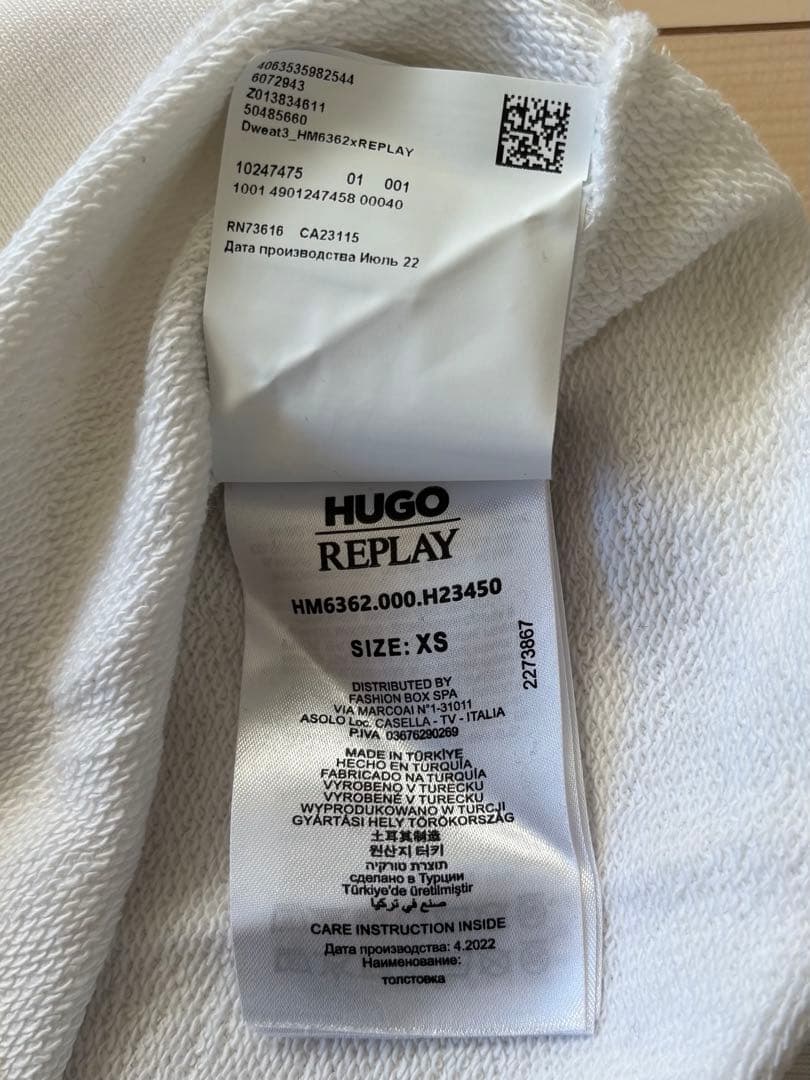 4063535982544
6072943
Z013834611
50485660
Dweat3_HM6362xREPLAY
10247475 01 001
1001 4901247458 00040
RN73616 CA23115
Дата производства Июль 22
HUGO
REPLAY
HM6362.000.H23450
SIZE: XS
2273867
DISTRIBUTED BY
FASHION BOX SPA
VIA MARCOAI N°1-31011
ASOLO Loc. CASELLA - TV - ITALIA
P.IVA 03676290269
MADE IN TÜRKİYE
HECHO EN TURQUÍA
FABRICADO NA TURQUIA
VYROBENO V TURECKU
VYROBENÉ V TURECKU
WYPRODUKOWANO W TURCJI
GYÁRTÁSI HELY TÖRÖKORSZÁG
土耳其制造
원산지 터키
תוצרת טורקיה
сделано в Турции
Türkiye'de üretilmiştir
صنع في تركيا
CARE INSTRUCTION INSIDE
Дата производства: 4.2022
Наименование:
толстовка